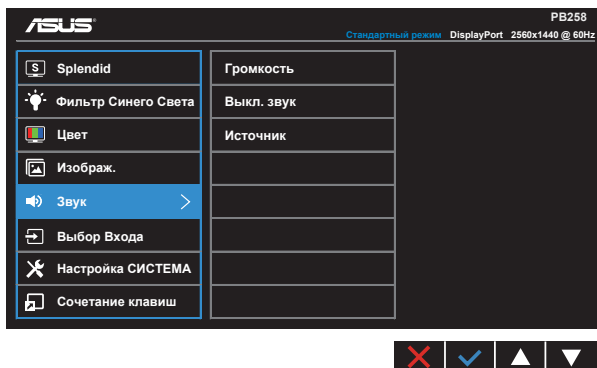 ASUS
PB258
Стандартный режим DisplayPort 2560x1440 @ 60Hz
S Splendid
Фильтр Синего Света
Цвет
Изображ.
Звук
Выбор Входа
Настройка СИСТЕМА
Сочетание клавиш
Громкость
Выкл. звук
Источник